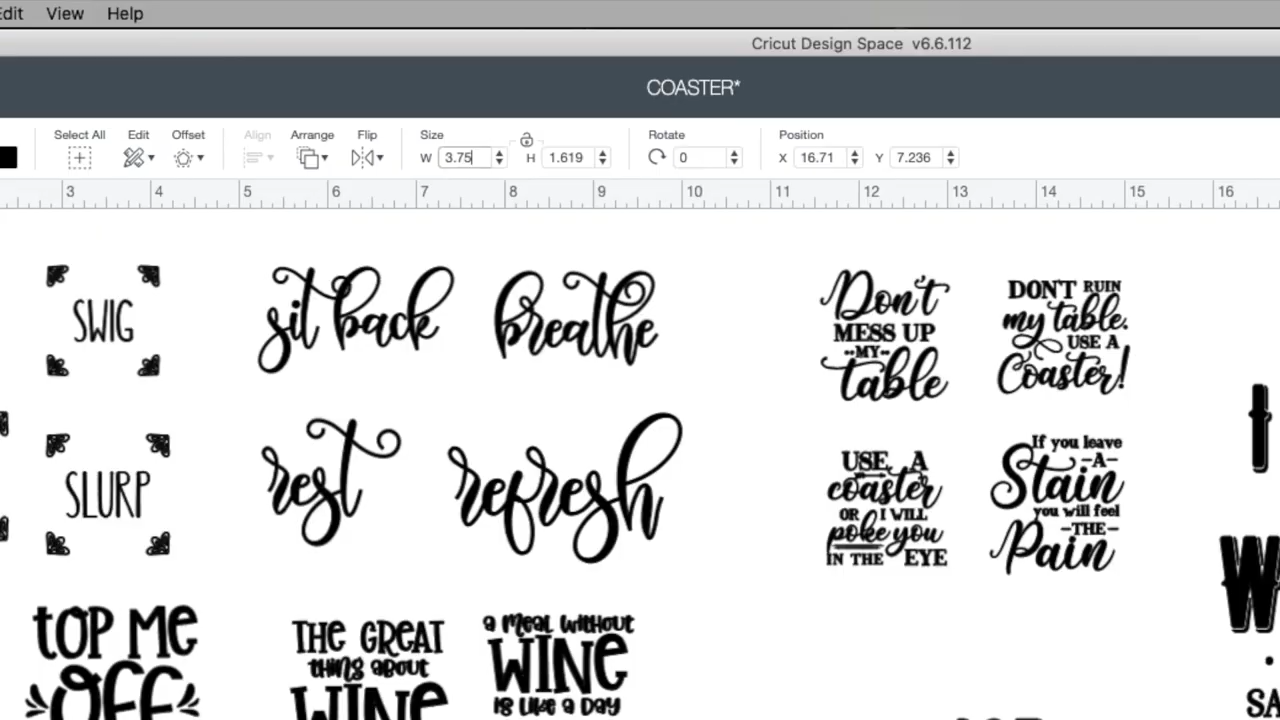 Edit View Help
Cricut Design Space v6.6.112
COASTER*
Select All Edit Offset Align Arrange Flip Size Rotate Position
W 3.75 H 1.619 0 X 16.71 Y 7.236
3 4 5 6 7 8 9 10 11 12 13 14 15 16
SWIG
sit back
breathe
Don't
MESS UP
MY
table
DON'T RUIN
my table.
USE A
Coaster!
SLURP
rest
refresh
USE A
coaster
OR I WILL
poke you
IN THE EYE
If you leave
-A-
Stain
you will feel
-THE-
Pain
TOP ME
OFF
THE GREAT
thing about
WINE
a meal without
WINE
is like a day
W
SA